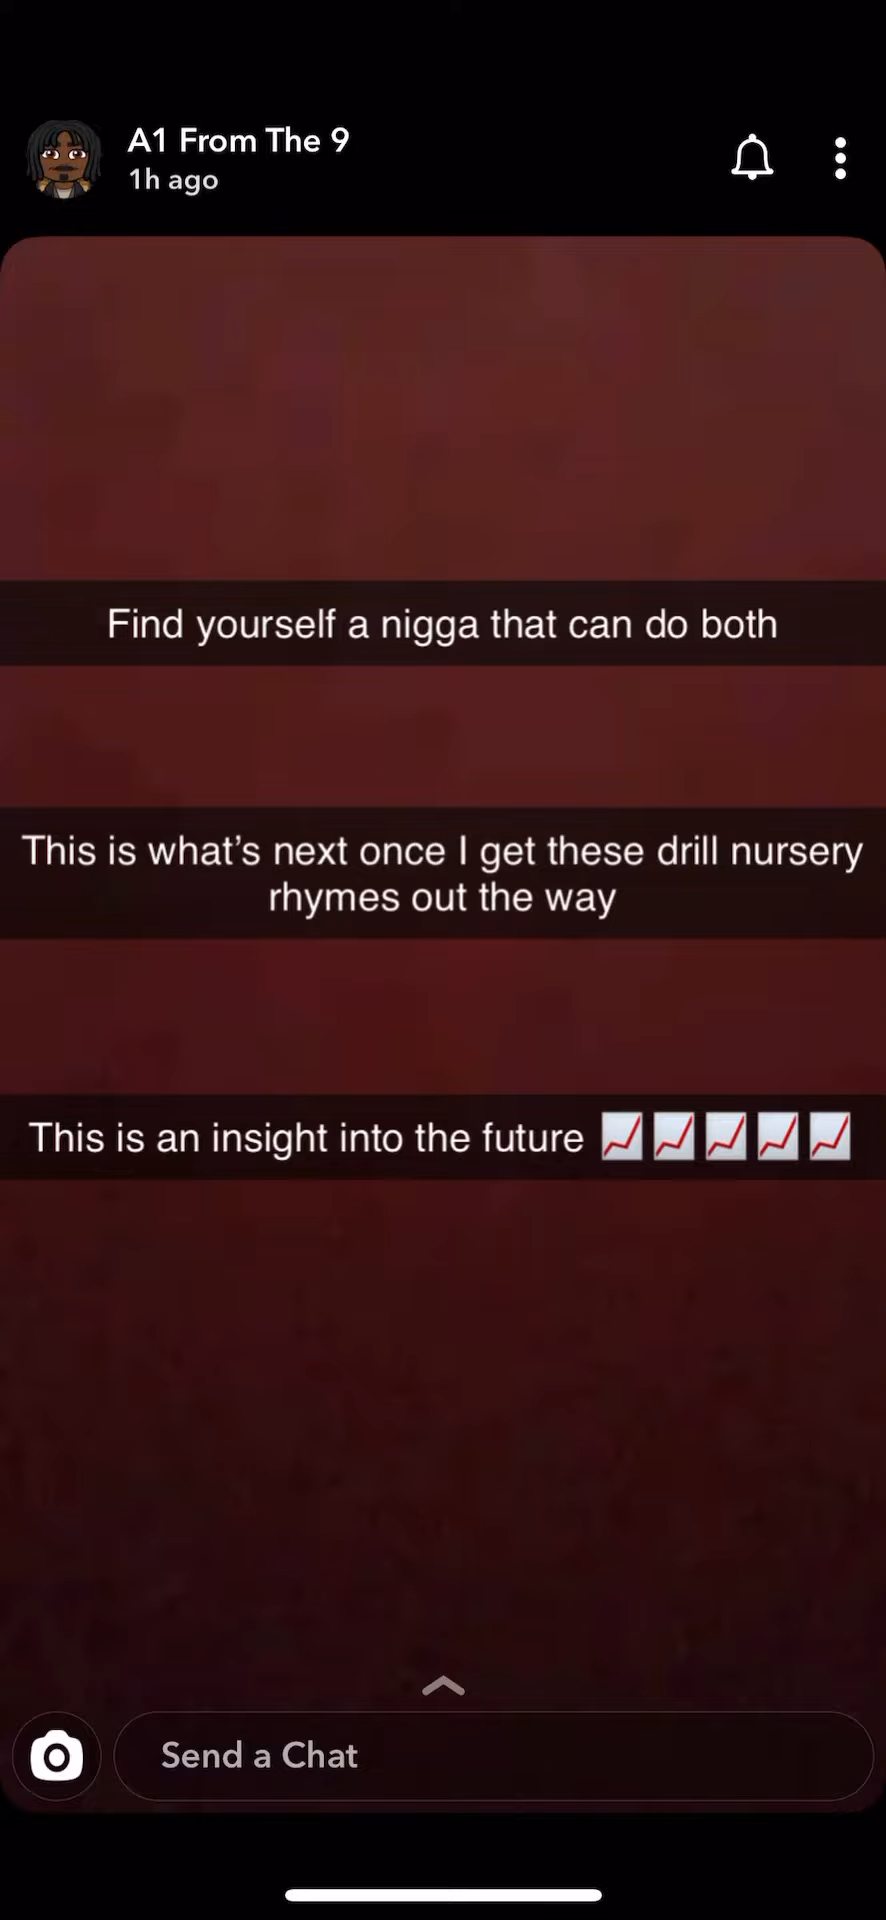 A1 From The 9
1h ago
Find yourself a nigga that can do both
This is what's next once I get these drill nursery
rhymes out the way
This is an insight into the future 📈📈📈📈📈
Send a Chat